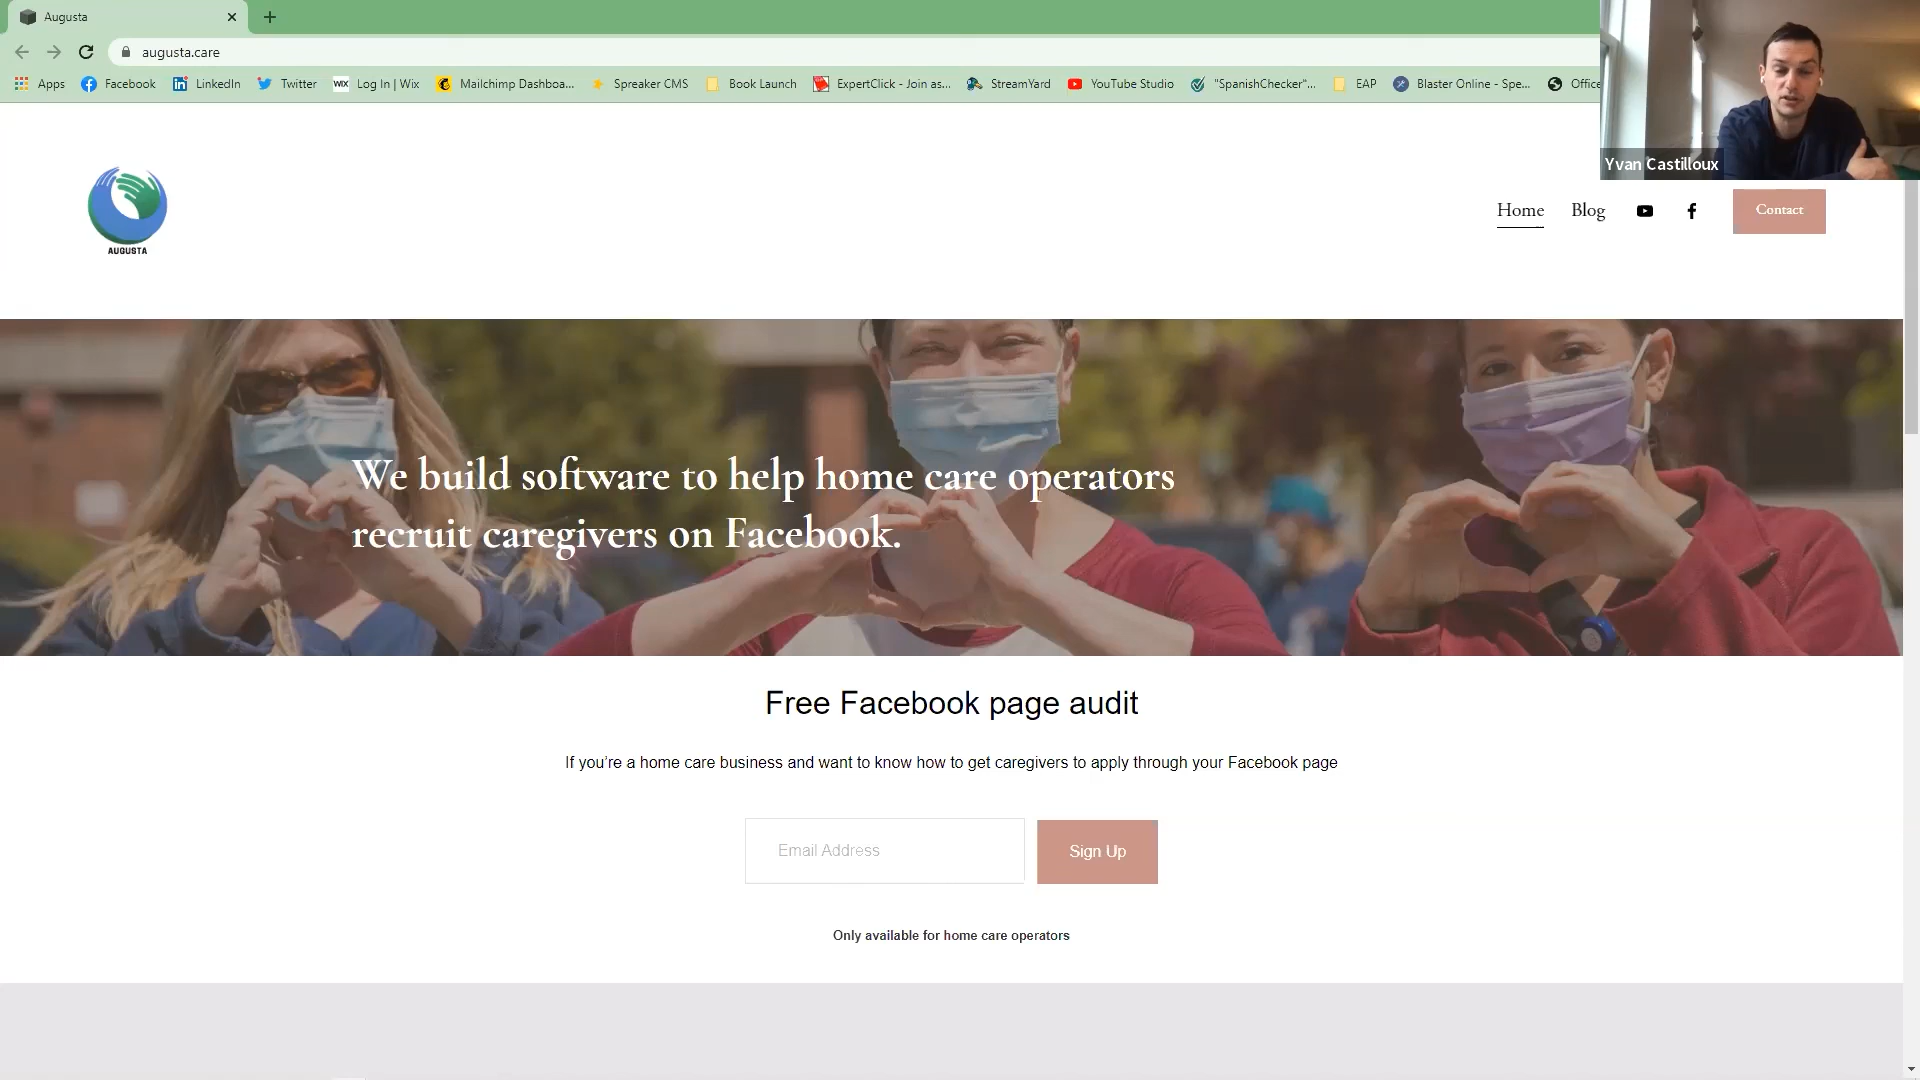 Augusta
augusta.care
Apps
Facebook
LinkedIn
Twitter
WIX
Log In | Wix
Mailchimp Dashboa...
Spreaker CMS
Book Launch
ExpertClick - Join as...
StreamYard
YouTube Studio
"SpanishChecker"...
EAP
Blaster Online - Spe...
Office
Yvan Castilloux
AUGUSTA
Home
Blog
Contact
We build software to help home care operators
recruit caregivers on Facebook.
Free Facebook page audit
If you're a home care business and want to know how to get caregivers to apply through your Facebook page
Email Address
Sign Up
Only available for home care operators